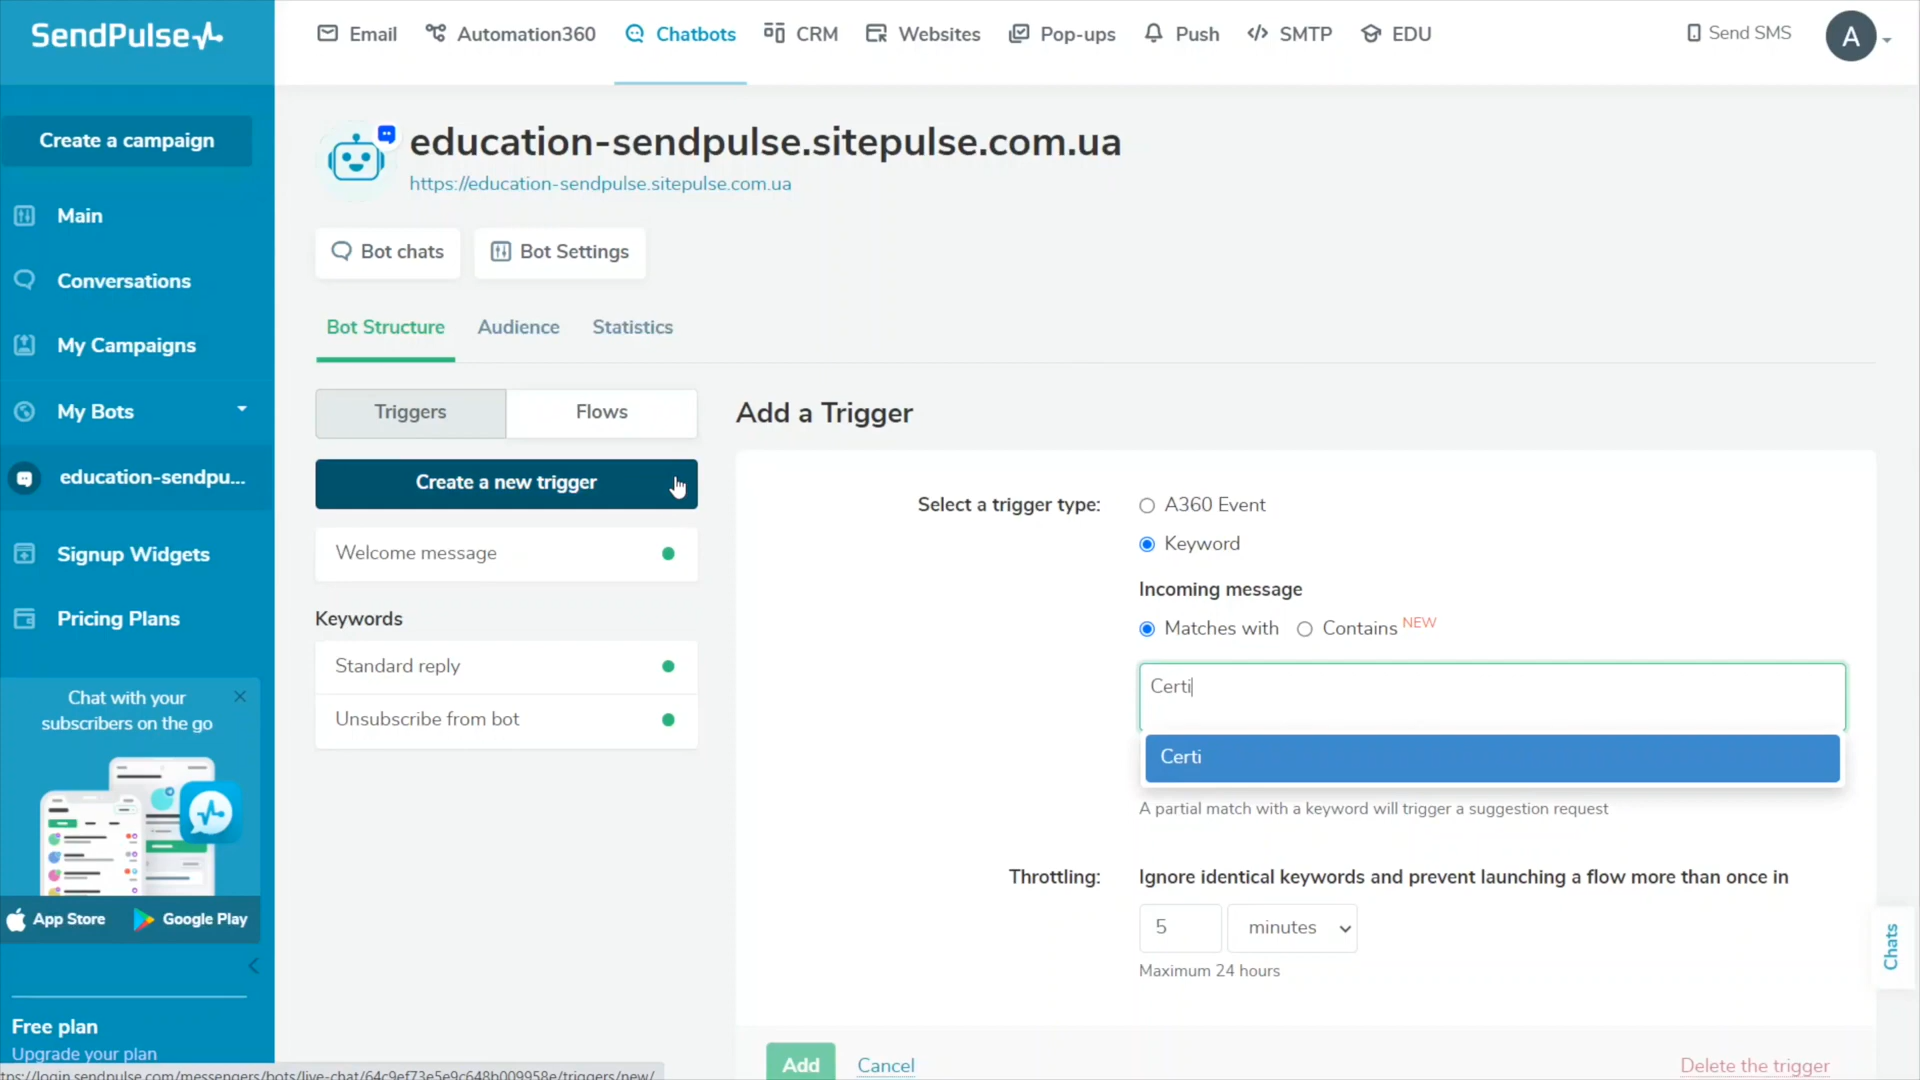 SendPulse
Email
Automation360
Chatbots
CRM
Websites
Pop-ups
Push
SMTP
EDU
Send SMS
A
Create a campaign
Main
Conversations
My Campaigns
My Bots
education-sendpu...
Signup Widgets
Pricing Plans
Chat with your
subscribers on the go
App Store
Google Play
Free plan
Upgrade your plan
education-sendpulse.sitepulse.com.ua
https://education-sendpulse.sitepulse.com.ua
Bot chats
Bot Settings
Bot Structure
Audience
Statistics
Triggers
Flows
Create a new trigger
Welcome message
Keywords
Standard reply
Unsubscribe from bot
Add a Trigger
Select a trigger type:
A360 Event
Keyword
Incoming message
Matches with
Contains NEW
Certi
Certi
A partial match with a keyword will trigger a suggestion request
Throttling:
Ignore identical keywords and prevent launching a flow more than once in
5
minutes
Maximum 24 hours
Add
Cancel
Delete the trigger
Chats